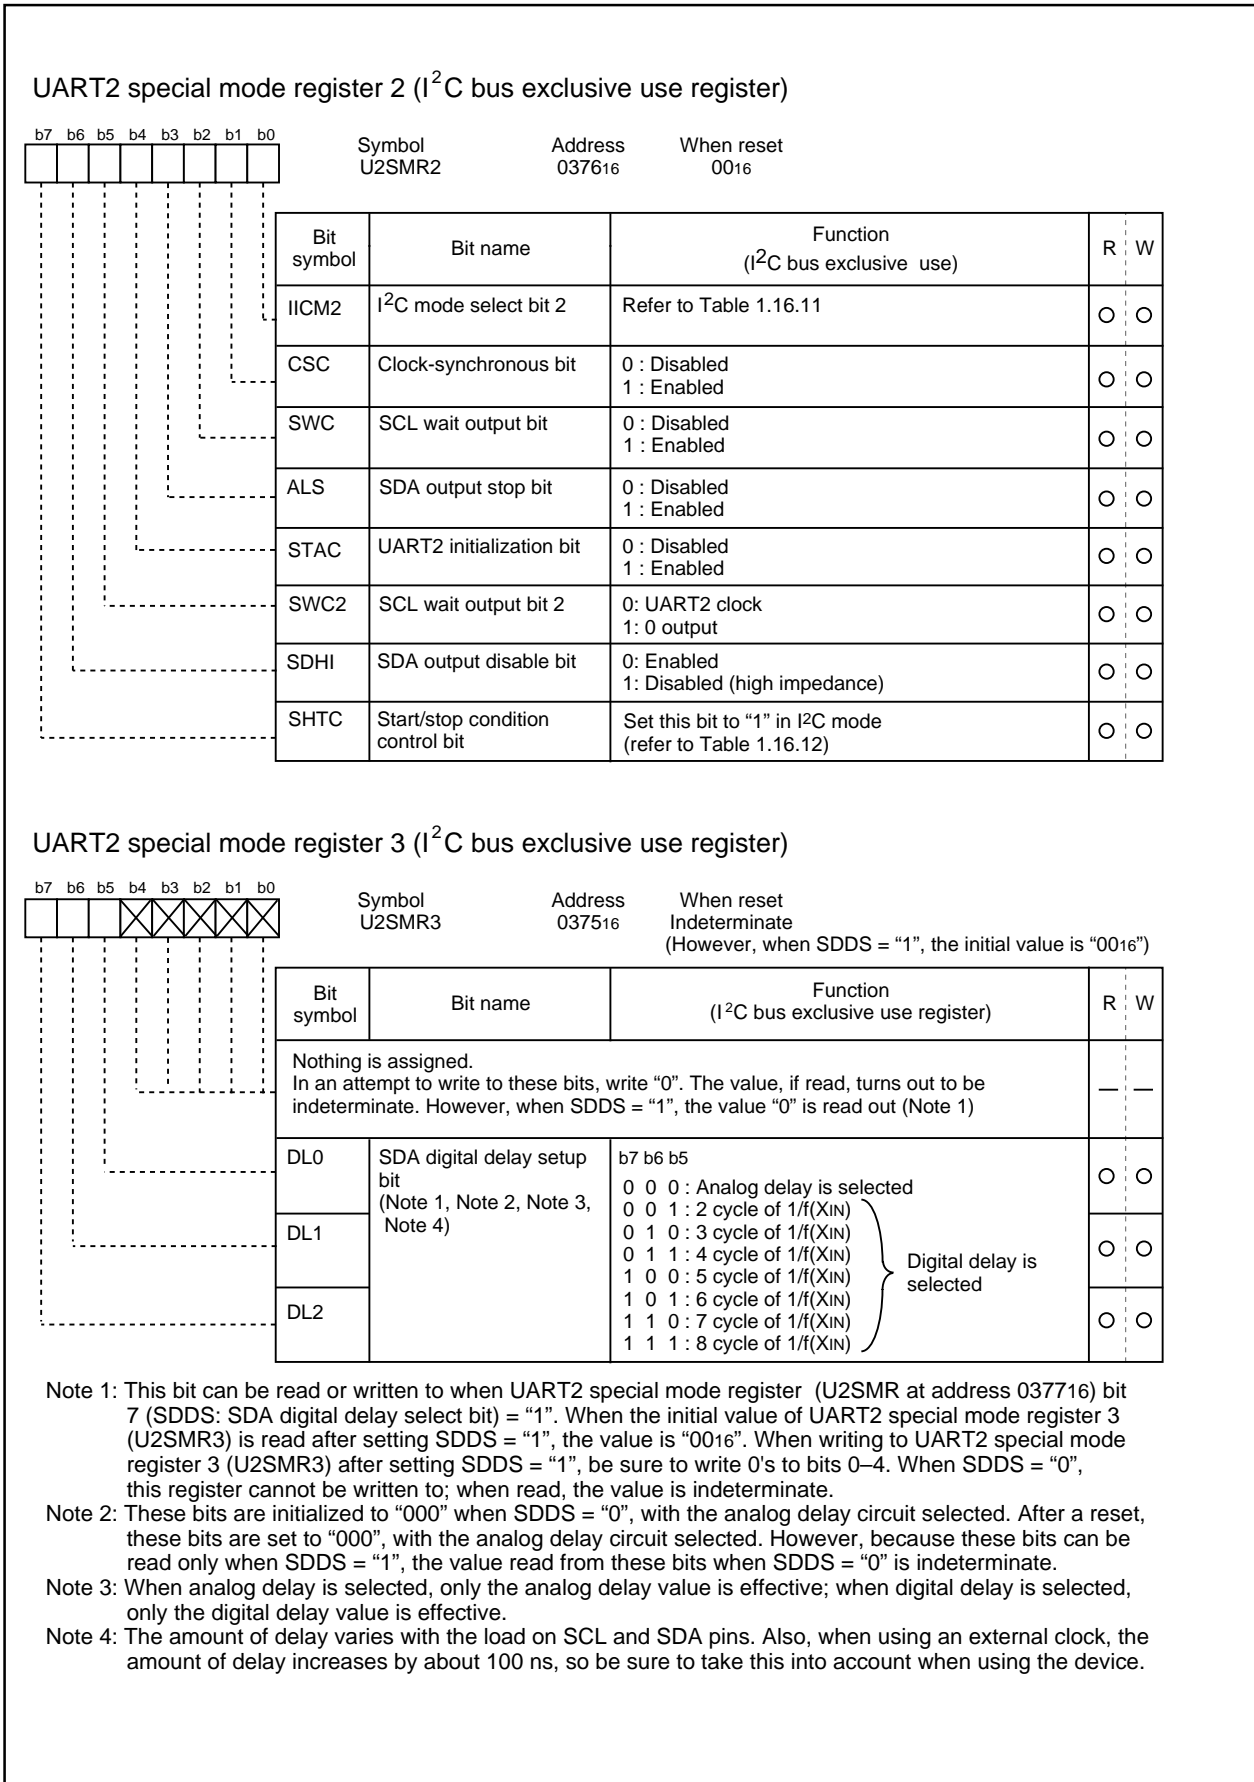 UART2 special mode register 2 (I2C bus exclusive use register)
b7 b6 b5 b4 b3 b2 b1 b0
Symbol Address When reset
U2SMR2 037616 0016
Bit symbol Bit name Function (I2C bus exclusive use) R W
IICM2 I2C mode select bit 2 Refer to Table 1.16.11
CSC Clock-synchronous bit 0 : Disabled
1 : Enabled
SWC SCL wait output bit 0 : Disabled
1 : Enabled
ALS SDA output stop bit 0 : Disabled
1 : Enabled
STAC UART2 initialization bit 0 : Disabled
1 : Enabled
SWC2 SCL wait output bit 2 0: UART2 clock
1: 0 output
SDHI SDA output disable bit 0: Enabled
1: Disabled (high impedance)
SHTC Start/stop condition Set this bit to “1” in I2C mode
control bit (refer to Table 1.16.12)
UART2 special mode register 3 (I2C bus exclusive use register)
b7 b6 b5 b4 b3 b2 b1 b0
Symbol Address When reset
U2SMR3 037516 Indeterminate
(However, when SDDS = “1”, the initial value is “0016”)
Bit symbol Bit name Function (I2C bus exclusive use register) R W
Nothing is assigned.
In an attempt to write to these bits, write “0”. The value, if read, turns out to be
indeterminate. However, when SDDS = “1”, the value “0” is read out (Note 1)
DL0 SDA digital delay setup b7 b6 b5
bit
(Note 1, Note 2, Note 3,
Note 4)
0 0 0 : Analog delay is selected
0 0 1 : 2 cycle of 1/f(XIN)
DL1
0 1 0 : 3 cycle of 1/f(XIN)
0 1 1 : 4 cycle of 1/f(XIN)
1 0 0 : 5 cycle of 1/f(XIN)
1 0 1 : 6 cycle of 1/f(XIN)
DL2
1 1 0 : 7 cycle of 1/f(XIN)
1 1 1 : 8 cycle of 1/f(XIN)
Digital delay is
selected
Note 1: This bit can be read or written to when UART2 special mode register (U2SMR at address 037716) bit
7 (SDDS: SDA digital delay select bit) = “1”. When the initial value of UART2 special mode register 3
(U2SMR3) is read after setting SDDS = “1”, the value is “0016”. When writing to UART2 special mode
register 3 (U2SMR3) after setting SDDS = “1”, be sure to write 0's to bits 0–4. When SDDS = “0”,
this register cannot be written to; when read, the value is indeterminate.
Note 2: These bits are initialized to “000” when SDDS = “0”, with the analog delay circuit selected. After a reset,
these bits are set to “000”, with the analog delay circuit selected. However, because these bits can be
read only when SDDS = “1”, the value read from these bits when SDDS = “0” is indeterminate.
Note 3: When analog delay is selected, only the analog delay value is effective; when digital delay is selected,
only the digital delay value is effective.
Note 4: The amount of delay varies with the load on SCL and SDA pins. Also, when using an external clock, the
amount of delay increases by about 100 ns, so be sure to take this into account when using the device.